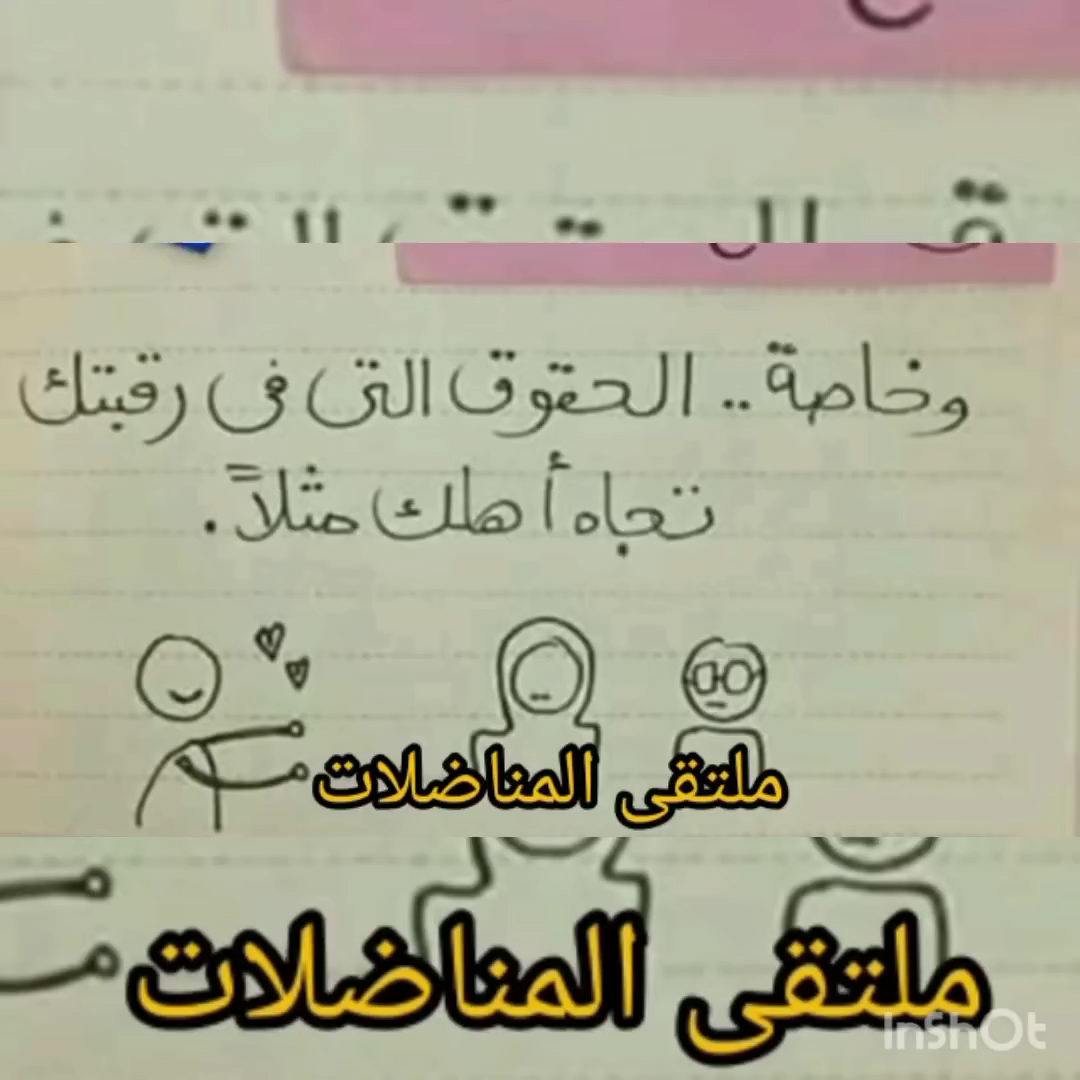 وخاصة.. الحقوق التي في رقبتك
تجاه أهلك مثلاً.
ملتقى المناضلات
ملتقى المناضلات
InShOt